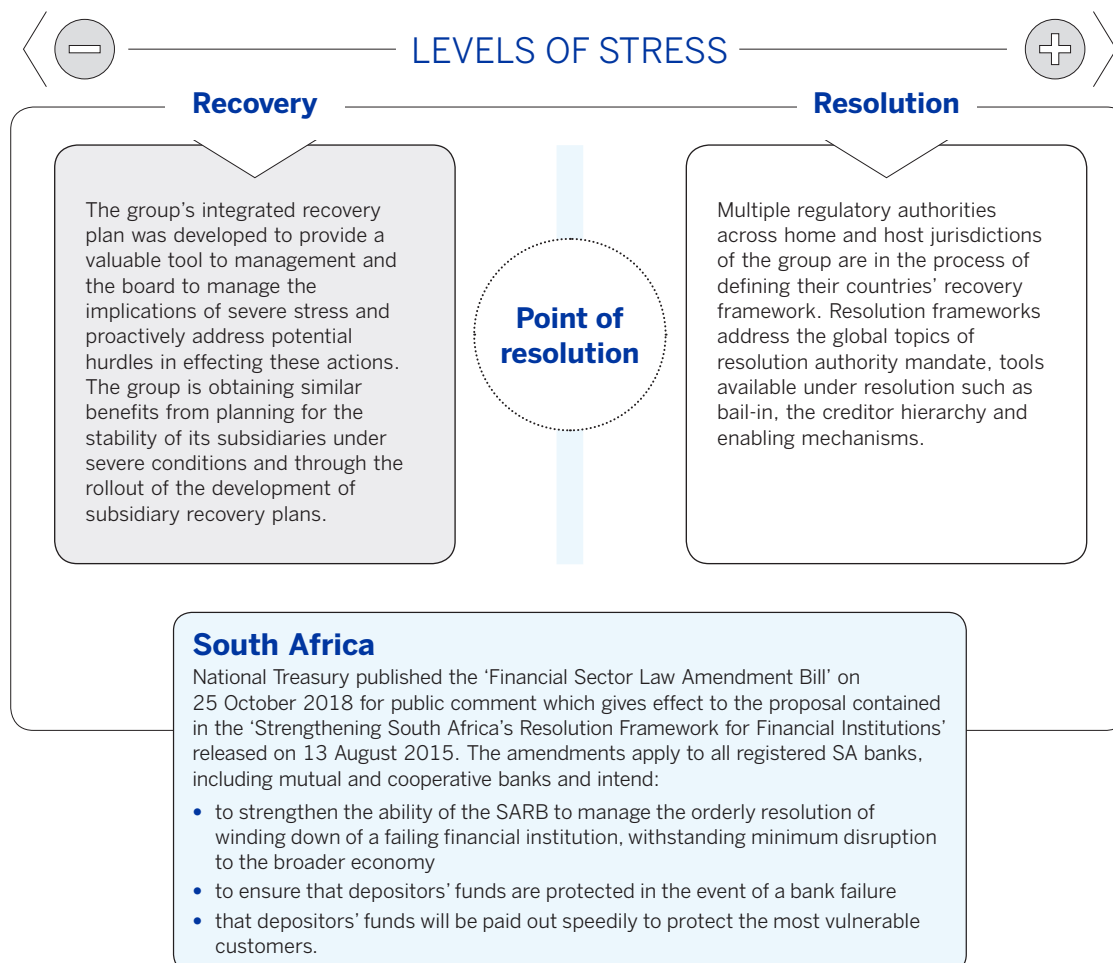 LEVELS OF STRESS
Recovery
The group's integrated recovery
plan was developed to provide a
valuable tool to management and
the board to manage the
implications of severe stress and
proactively address potential
hurdles in effecting these actions.
The group is obtaining similar
benefits from planning for the
stability of its subsidiaries under
severe conditions and through the
rollout of the development of
subsidiary recovery plans.
Point of
resolution
Resolution
Multiple regulatory authorities
across home and host jurisdictions
of the group are in the process of
defining their countries' recovery
framework. Resolution frameworks
address the global topics of
resolution authority mandate, tools
available under resolution such as
bail-in, the creditor hierarchy and
enabling mechanisms.
South Africa
National Treasury published the 'Financial Sector Law Amendment Bill' on
25 October 2018 for public comment which gives effect to the proposal contained
in the 'Strengthening South Africa's Resolution Framework for Financial Institutions'
released on 13 August 2015. The amendments apply to all registered SA banks,
including mutual and cooperative banks and intend:
• to strengthen the ability of the SARB to manage the orderly resolution of
winding down of a failing financial institution, withstanding minimum disruption
to the broader economy
• to ensure that depositors' funds are protected in the event of a bank failure
• that depositors' funds will be paid out speedily to protect the most vulnerable
customers.